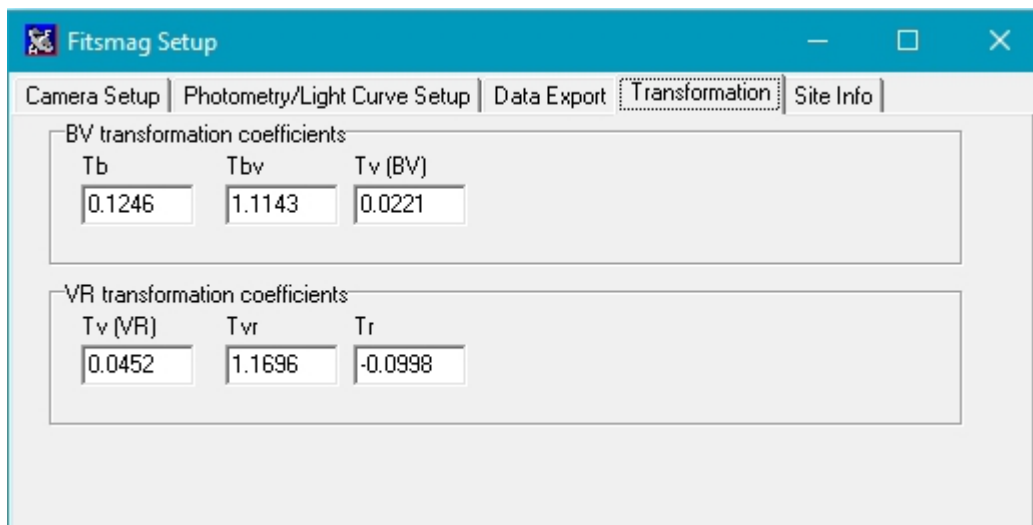 Fitsmag Setup
Camera Setup Photometry/Light Curve Setup Data Export Transformation Site Info
BV transformation coefficients
Tb Tbv Tv (BV)
0.1246 1.1143 0.0221
VR transformation coefficients
Tv (VR) Tvr Tr
0.0452 1.1696 -0.0998